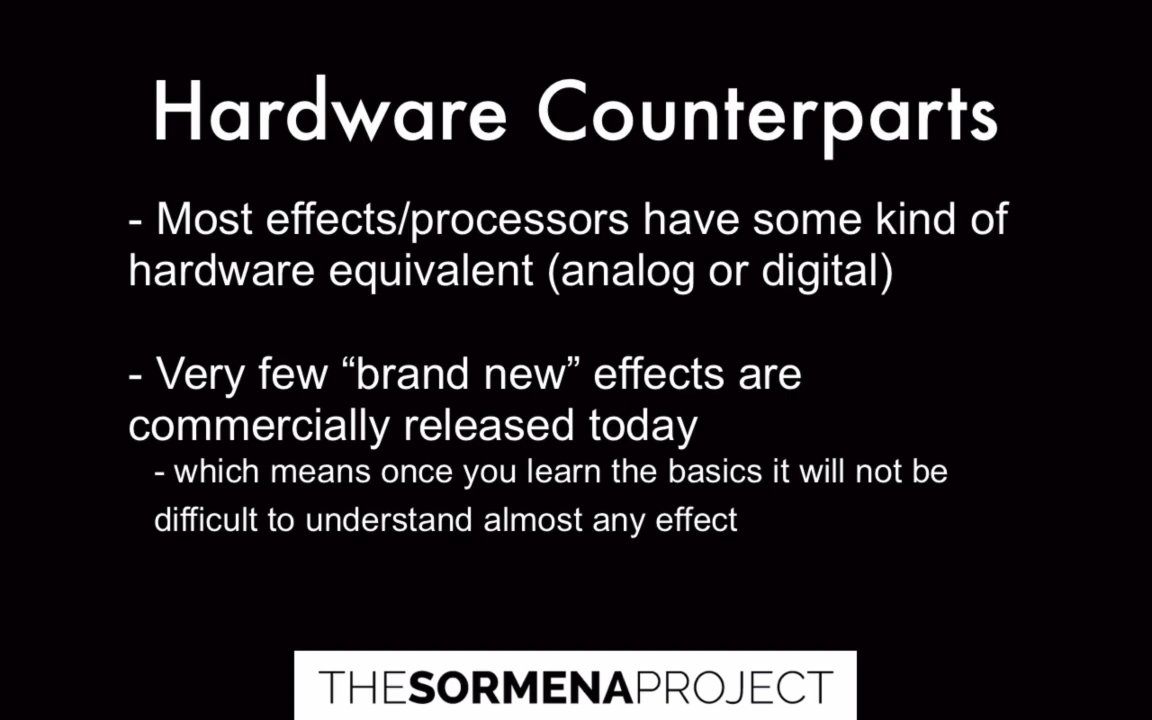 Hardware Counterparts
- Most effects/processors have some kind of
hardware equivalent (analog or digital)
- Very few “brand new” effects are
commercially released today
- which means once you learn the basics it will not be
difficult to understand almost any effect
THESORMENAPROJECT